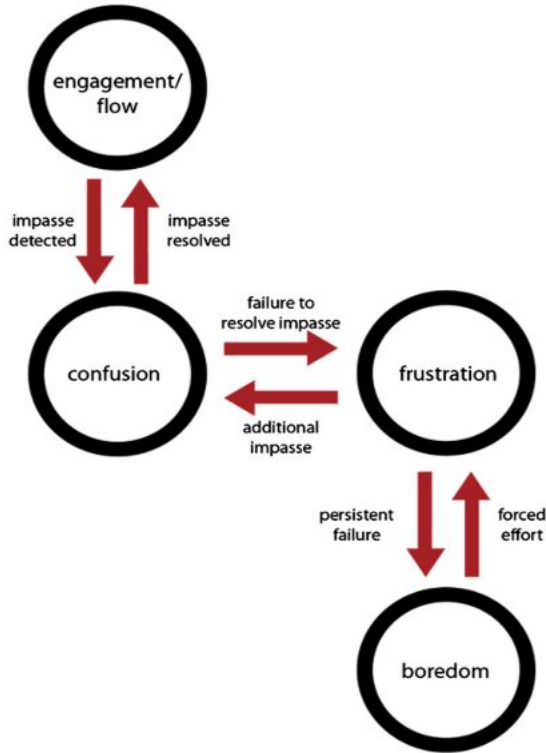 engagement/
flow
impasse
detected
impasse
resolved
failure to
resolve impasse
confusion
frustration
additional
impasse
persistent
failure
forced
effort
boredom